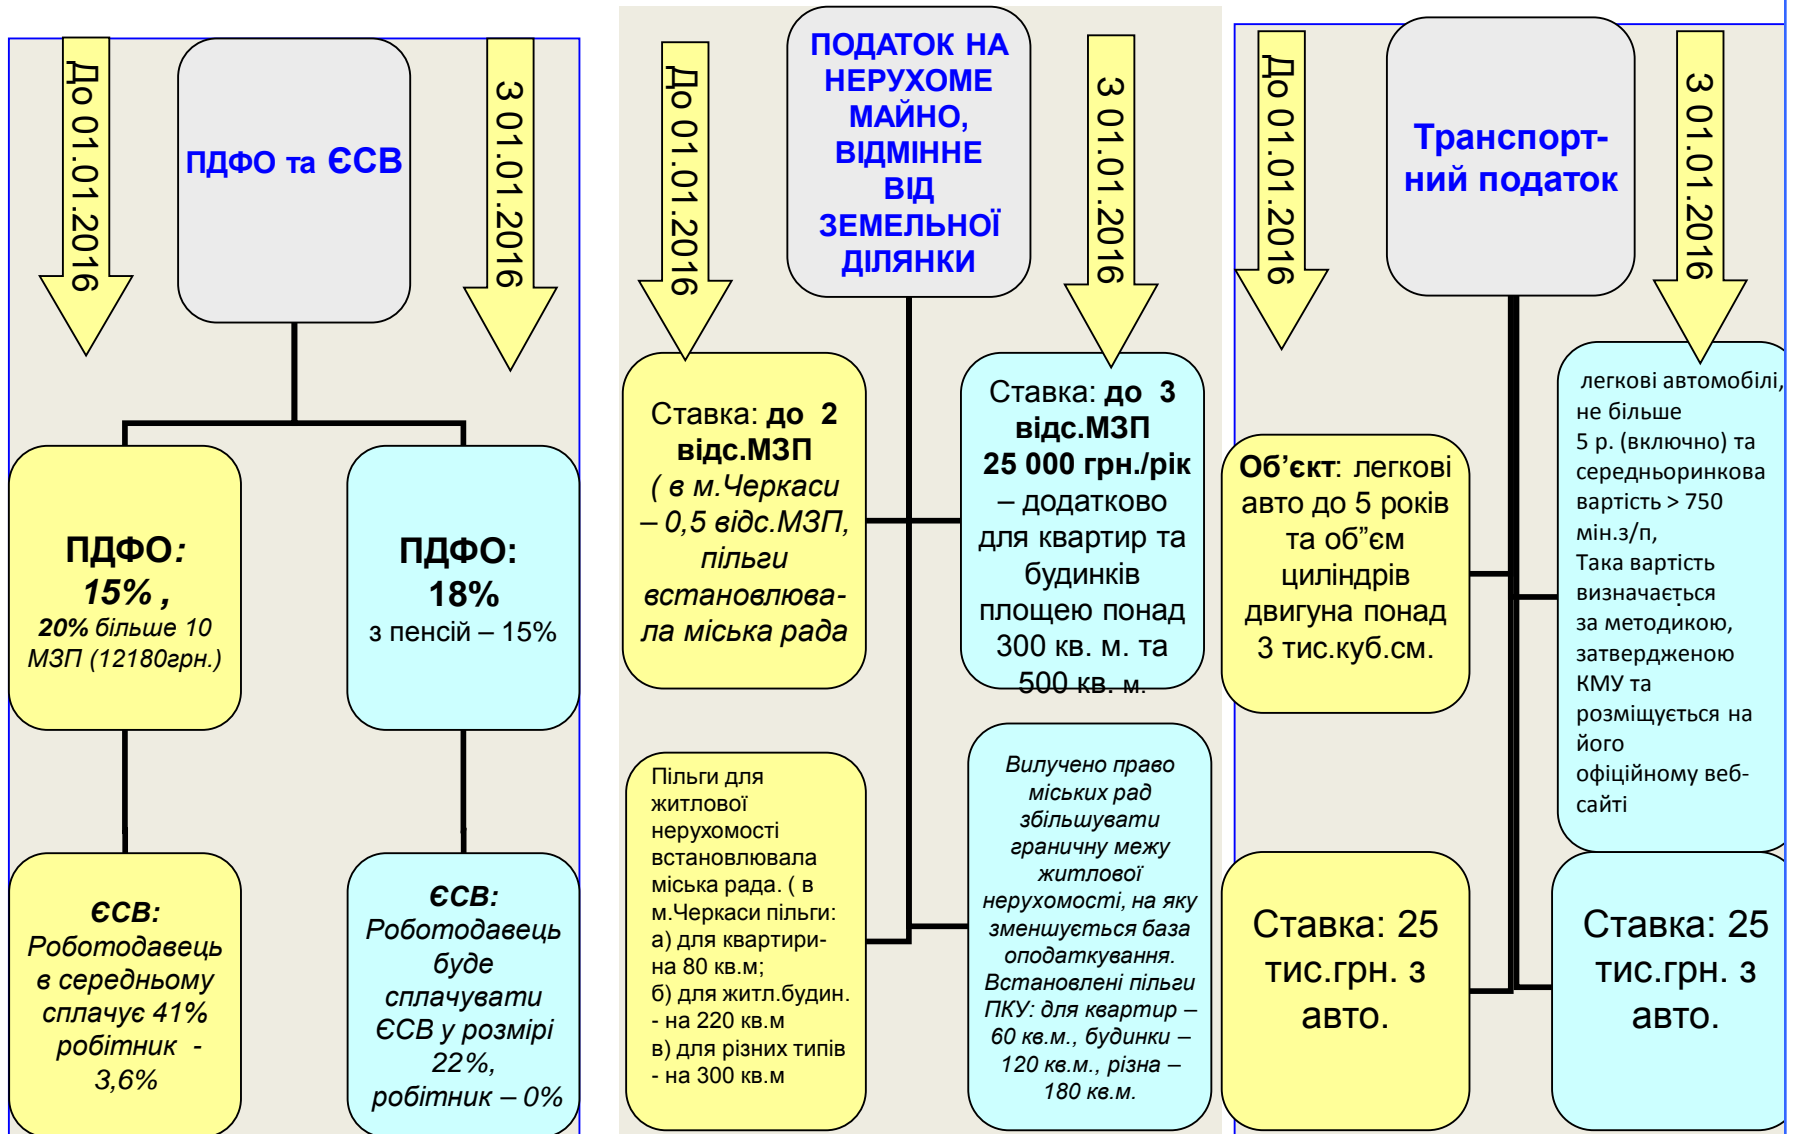 До 01.01.2016
ПДФО та ЄСВ
З 01.01.2016
ПДФО:
15% ,
20% більше 10
МЗП (12180грн.)
ПДФО:
18%
з пенсій – 15%
ЄСВ:
Роботодавець
в середньому
сплачує 41%
робітник -
3,6%
ЄСВ:
Роботодавець
буде
сплачувати
ЄСВ у розмірі
22%,
робітник – 0%
До 01.01.2016
ПОДАТОК НА
НЕРУХОМЕ
МАЙНО,
ВІДМІННЕ
ВІД
ЗЕМЕЛЬНОЇ
ДІЛЯНКИ
З 01.01.2016
Ставка: до 2
відс.МЗП
( в м.Черкаси
– 0,5 відс.МЗП,
пільги
встановлюва-
ла міська рада
Ставка: до 3
відс.МЗП
25 000 грн./рік
– додатково
для квартир та
будинків
площею понад
300 кв. м. та
500 кв. м.
Пільги для
житлової
нерухомості
встановлювала
міська рада. ( в
м.Черкаси пільги:
а) для квартири-
на 80 кв.м;
б) для житл.будин.
- на 220 кв.м
в) для різних типів
- на 300 кв.м
Вилучено право
міських рад
збільшувати
граничну межу
житлової
нерухомості, на яку
зменшується база
оподаткування.
Встановлені пільги
ПКУ: для квартир –
60 кв.м., будинки –
120 кв.м., різна –
180 кв.м.
До 01.01.2016
Транспорт-
ний податок
З 01.01.2016
Об’єкт: легкові
авто до 5 років
та об”єм
циліндрів
двигуна понад
3 тис.куб.см.
легкові автомобілі,
не більше
5 р. (включно) та
середньоринкова
вартість > 750
мін.з/п,
Така вартість
визначається
за методикою,
затвердженою
КМУ та
розміщується на
його
офіційному веб-
сайті
Ставка: 25
тис.грн. з
авто.
Ставка: 25
тис.грн. з
авто.